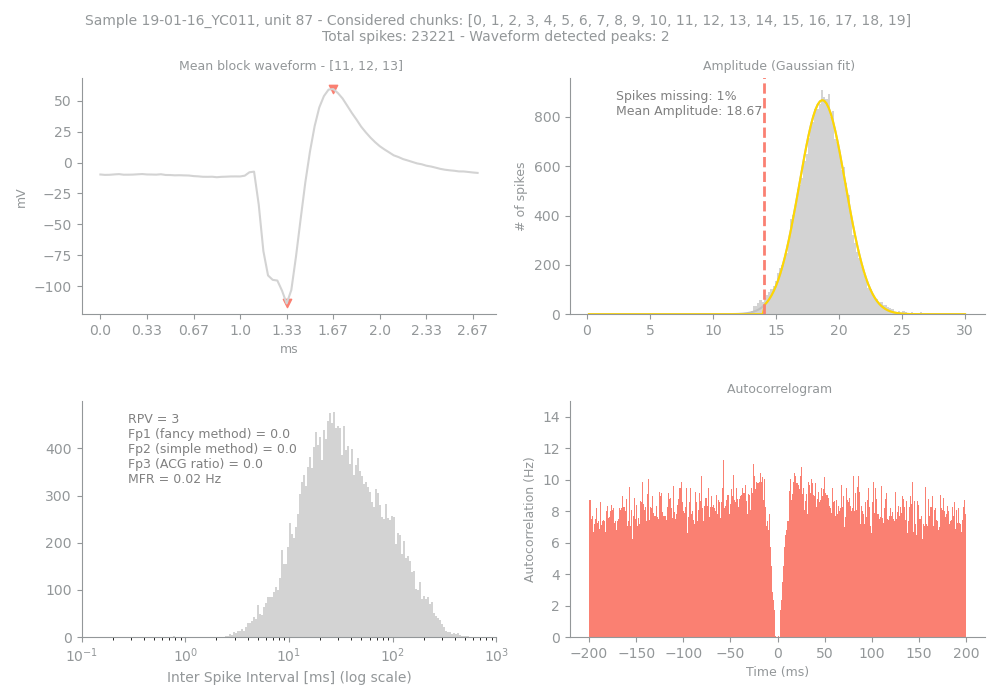 Sample 19-01-16_YC011, unit 87 - Considered chunks: [0, 1, 2, 3, 4, 5, 6, 7, 8, 9, 10, 11, 12, 13, 14, 15, 16, 17, 18, 19]
Total spikes: 23221 - Waveform detected peaks: 2
Mean block waveform - [11, 12, 13]
50
25
0
−25
−50
−75
−100
mV
0.0 0.33 0.67 1.0 1.33 1.67 2.0 2.33 2.67
ms
Amplitude (Gaussian fit)
Spikes missing: 1%
Mean Amplitude: 18.67
800
600
400
200
0
# of spikes
0 5 10 15 20 25 30
RPV = 3
Fp1 (fancy method) = 0.0
Fp2 (simple method) = 0.0
Fp3 (ACG ratio) = 0.0
MFR = 0.02 Hz
400
300
200
100
0
10⁻¹ 10⁰ 10¹ 10² 10³
Inter Spike Interval [ms] (log scale)
Autocorrelogram
14
12
10
8
6
4
2
0
Autocorrelation (Hz)
−200 −150 −100 −50 0 50 100 150 200
Time (ms)